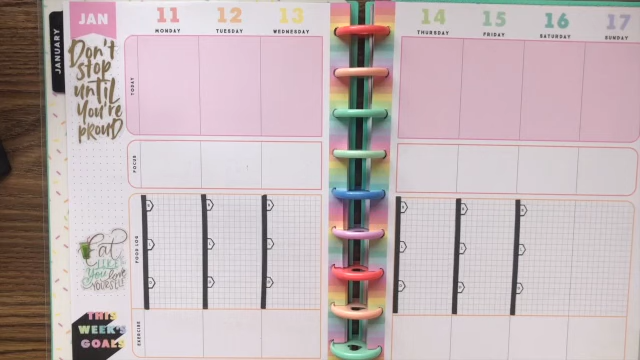 JAN
JANUARY
11 12 13 14 15 16 17
MONDAY TUESDAY WEDNESDAY THURSDAY FRIDAY SATURDAY SUNDAY
Don't
stop
until
you're
proud
TODAY
FOCUS
FOOD LOG
Eat
LIKE
You love
YOURSELF
THIS
WEEK'S
GOALS
EXERCISE